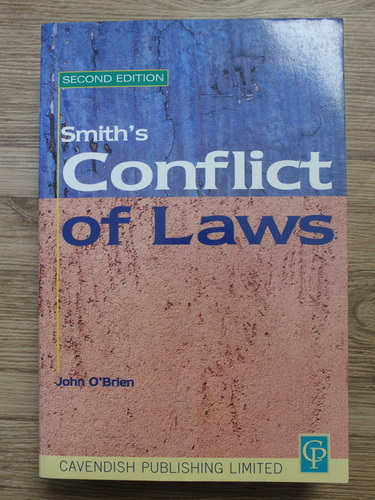 SECOND EDITION
Smith's
Conflict
of Laws
John O'Brien
CP
CAVENDISH PUBLISHING LIMITED